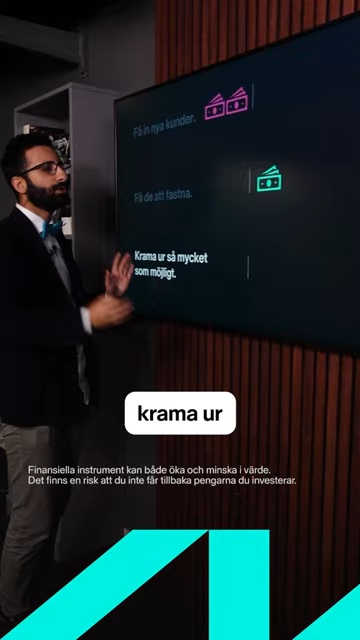 Få in nya kunder.
Få de att fastna.
Krama ur så mycket
som möjligt.
krama ur
Finansiella instrument kan både öka och minska i värde.
Det finns en risk att du inte får tillbaka pengarna du investerar.